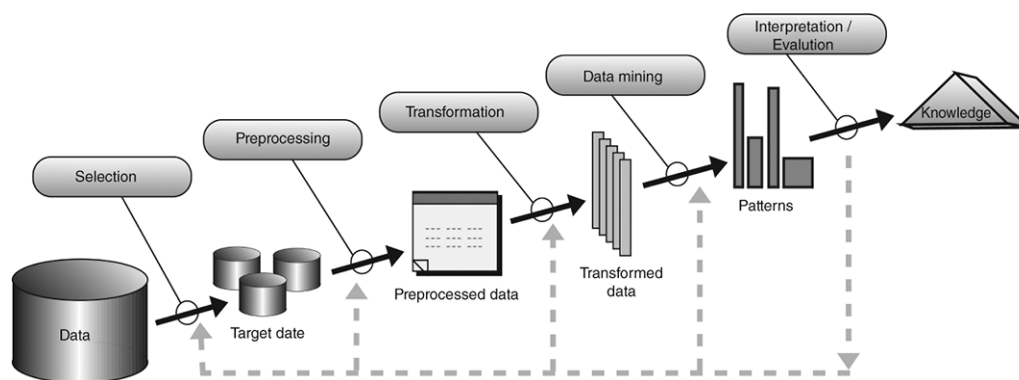 Interpretation /
Evalution
Data mining
Knowledge
Transformation
Preprocessing
Selection
Patterns
Transformed
data
Preprocessed data
Target date
Data